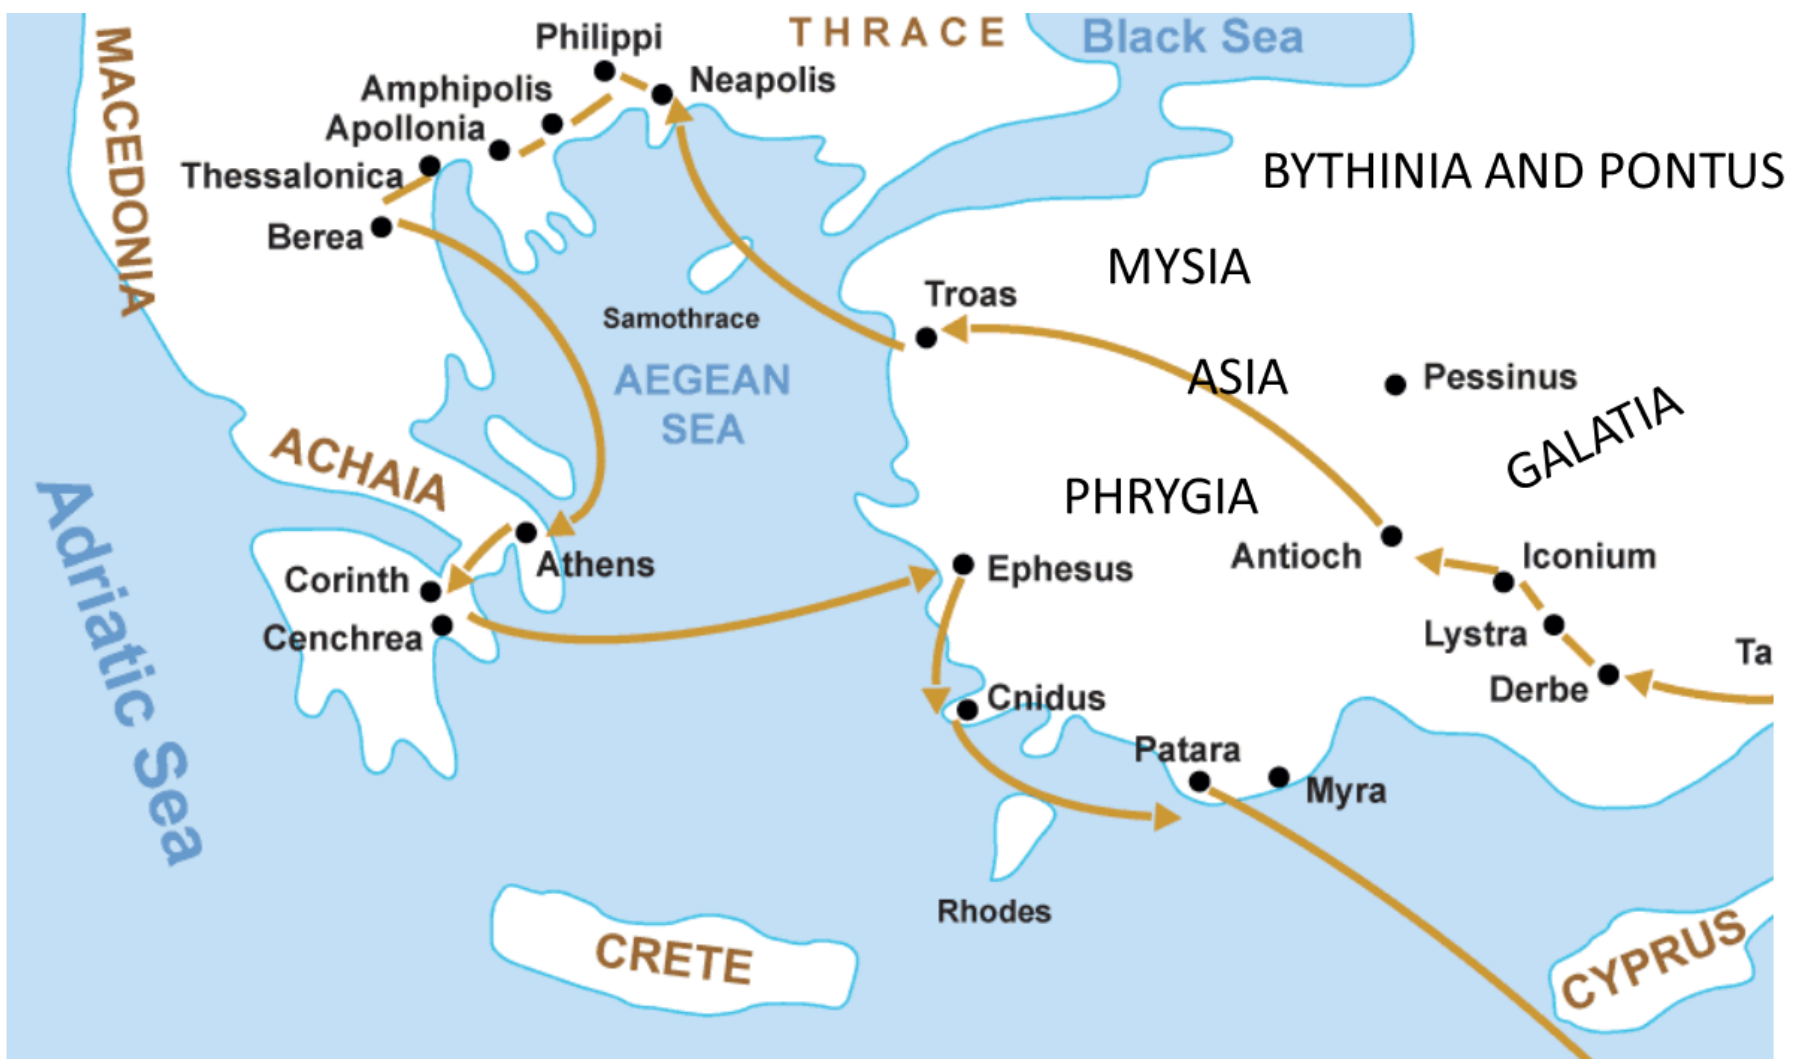 Philippi
THRACE
Black Sea
MACEDONIA
Amphipolis
Neapolis
Apollonia
Thessalonica
BYTHINIA AND PONTUS
Berea
MYSIA
Troas
Samothrace
AEGEAN
SEA
ASIA
Pessinus
GALATIA
ACHAIA
PHRYGIA
Adriatic Sea
Athens
Antioch
Iconium
Corinth
Ephesus
Cenchrea
Lystra
Ta
Derbe
Cnidus
Patara
Myra
Rhodes
CRETE
CYPRUS